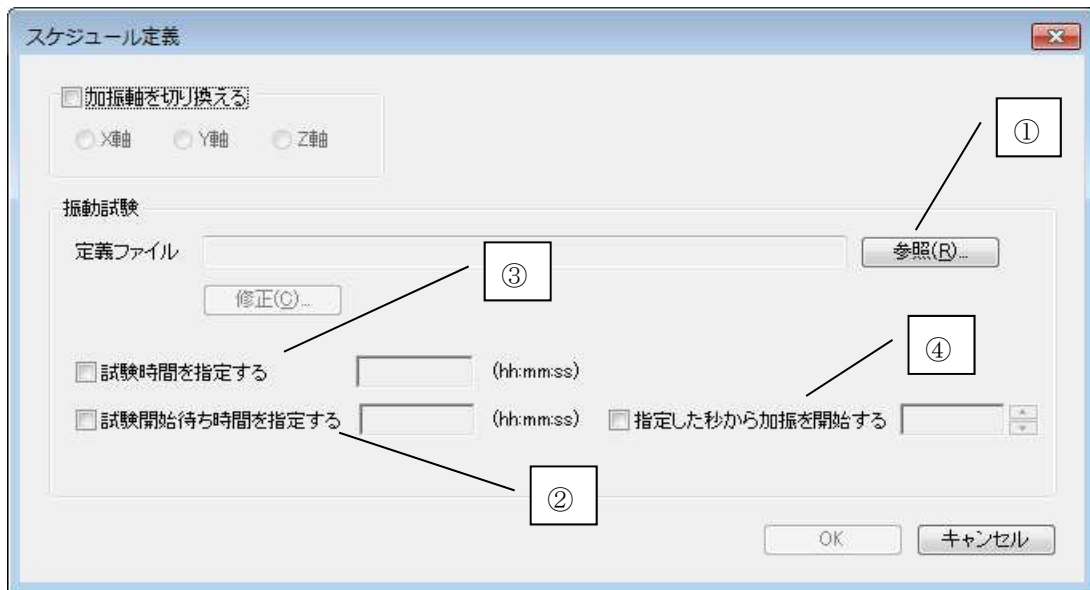 スケジュール定義
加振軸を切り換える
X軸 Y軸 Z軸
①
振動試験
定義ファイル 参照(R)...
③
修正(C)...
④
試験時間を指定する (hh:mm:ss)
試験開始待ち時間を指定する (hh:mm:ss) 指定した秒から加振を開始する
②
OK キャンセル